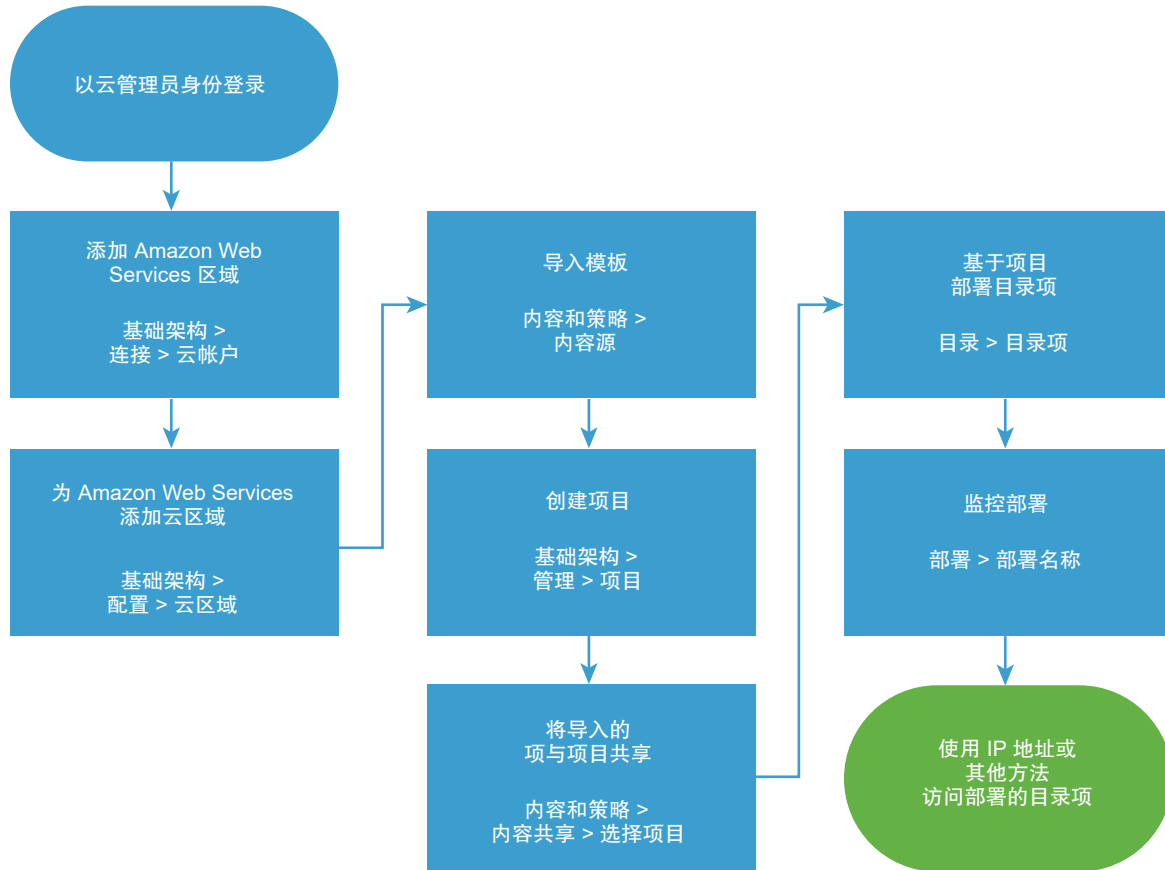 以云管理员身份登录
添加 Amazon Web
Services 区域
基础架构 >
连接 > 云帐户
为 Amazon Web Services
添加云区域
基础架构 >
配置 > 云区域
导入模板
内容和策略 >
内容源
创建项目
基础架构 >
管理 > 项目
将导入的
项与项目共享
内容和策略 >
内容共享 > 选择项目
基于项目
部署目录项
目录 > 目录项
监控部署
部署 > 部署名称
使用 IP 地址或
其他方法
访问部署的目录项